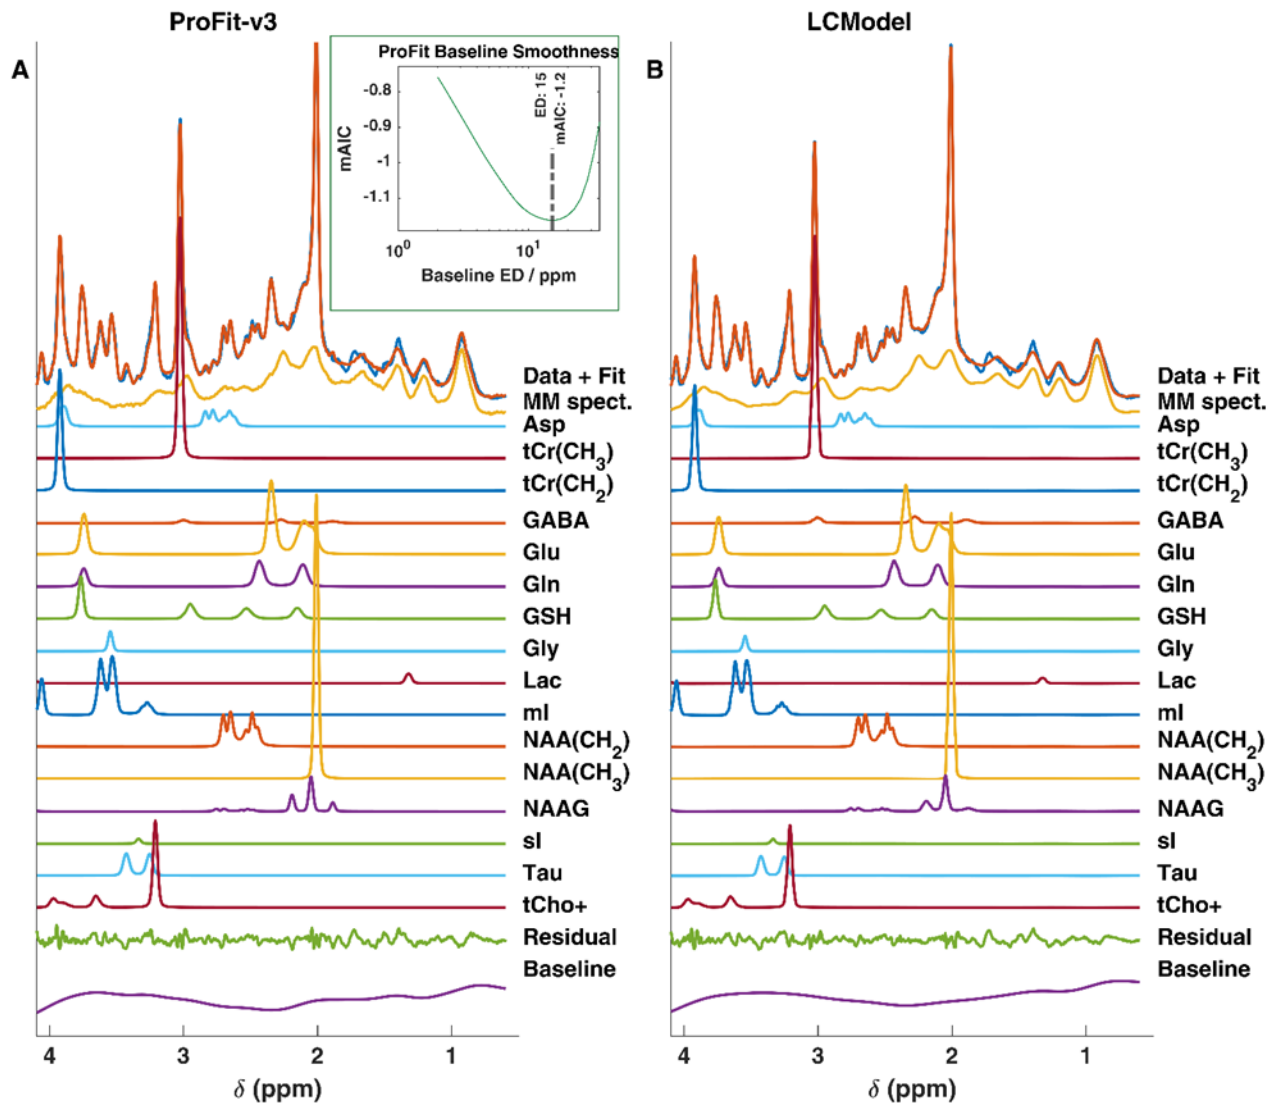 ProFit-v3
LCModel
A
B
ProFit Baseline Smoothness
ED: 15
mAIC: -1.2
-0.8
-0.9
-1
-1.1
mAIC
10^0
10^1
Baseline ED / ppm
Data + Fit
MM spect.
Asp
tCr(CH3)
tCr(CH2)
GABA
Glu
Gln
GSH
Gly
Lac
mI
NAA(CH2)
NAA(CH3)
NAAG
sI
Tau
tCho+
Residual
Baseline
4 3 2 1
δ (ppm)
Data + Fit
MM spect.
Asp
tCr(CH3)
tCr(CH2)
GABA
Glu
Gln
GSH
Gly
Lac
mI
NAA(CH2)
NAA(CH3)
NAAG
sI
Tau
tCho+
Residual
Baseline
4 3 2 1
δ (ppm)